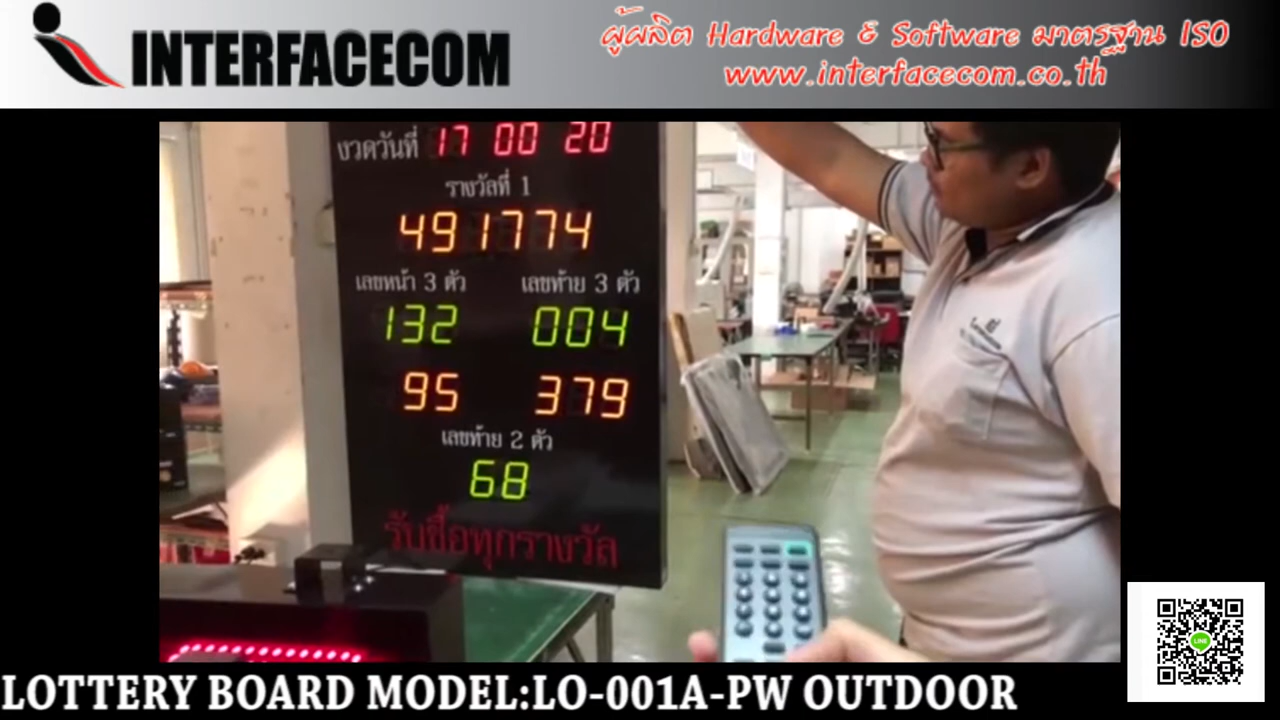 INTERFACECOM
ผู้ผลิต Hardware & Software มาตรฐาน ISO
www.interfacecom.co.th
งวดวันที่ 17 00 20
รางวัลที่ 1
491774
เลขหน้า 3 ตัว เลขท้าย 3 ตัว
132 004
95 379
เลขท้าย 2 ตัว
68
รับซื้อทุกรางวัล
LINE
LOTTERY BOARD MODEL:LO-001A-PW OUTDOOR